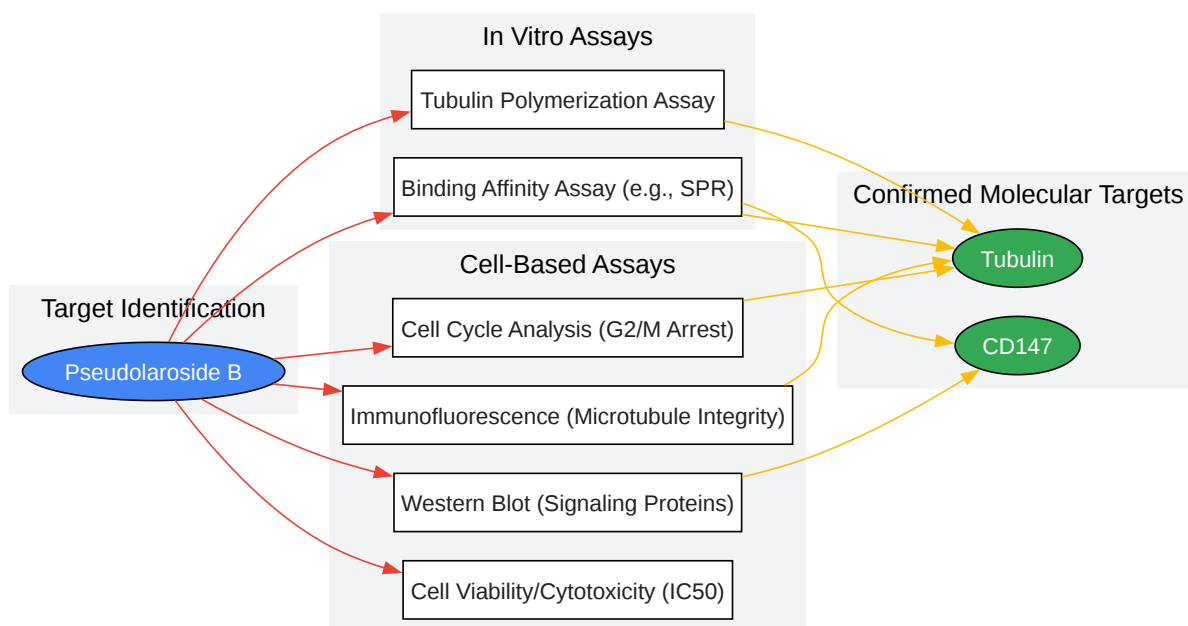 In Vitro Assays
Tubulin Polymerization Assay
Binding Affinity Assay (e.g., SPR)
Cell-Based Assays
Cell Cycle Analysis (G2/M Arrest)
Immunofluorescence (Microtubule Integrity)
Western Blot (Signaling Proteins)
Cell Viability/Cytotoxicity (IC50)
Target Identification
Pseudolaroside B
Confirmed Molecular Targets
Tubulin
CD147